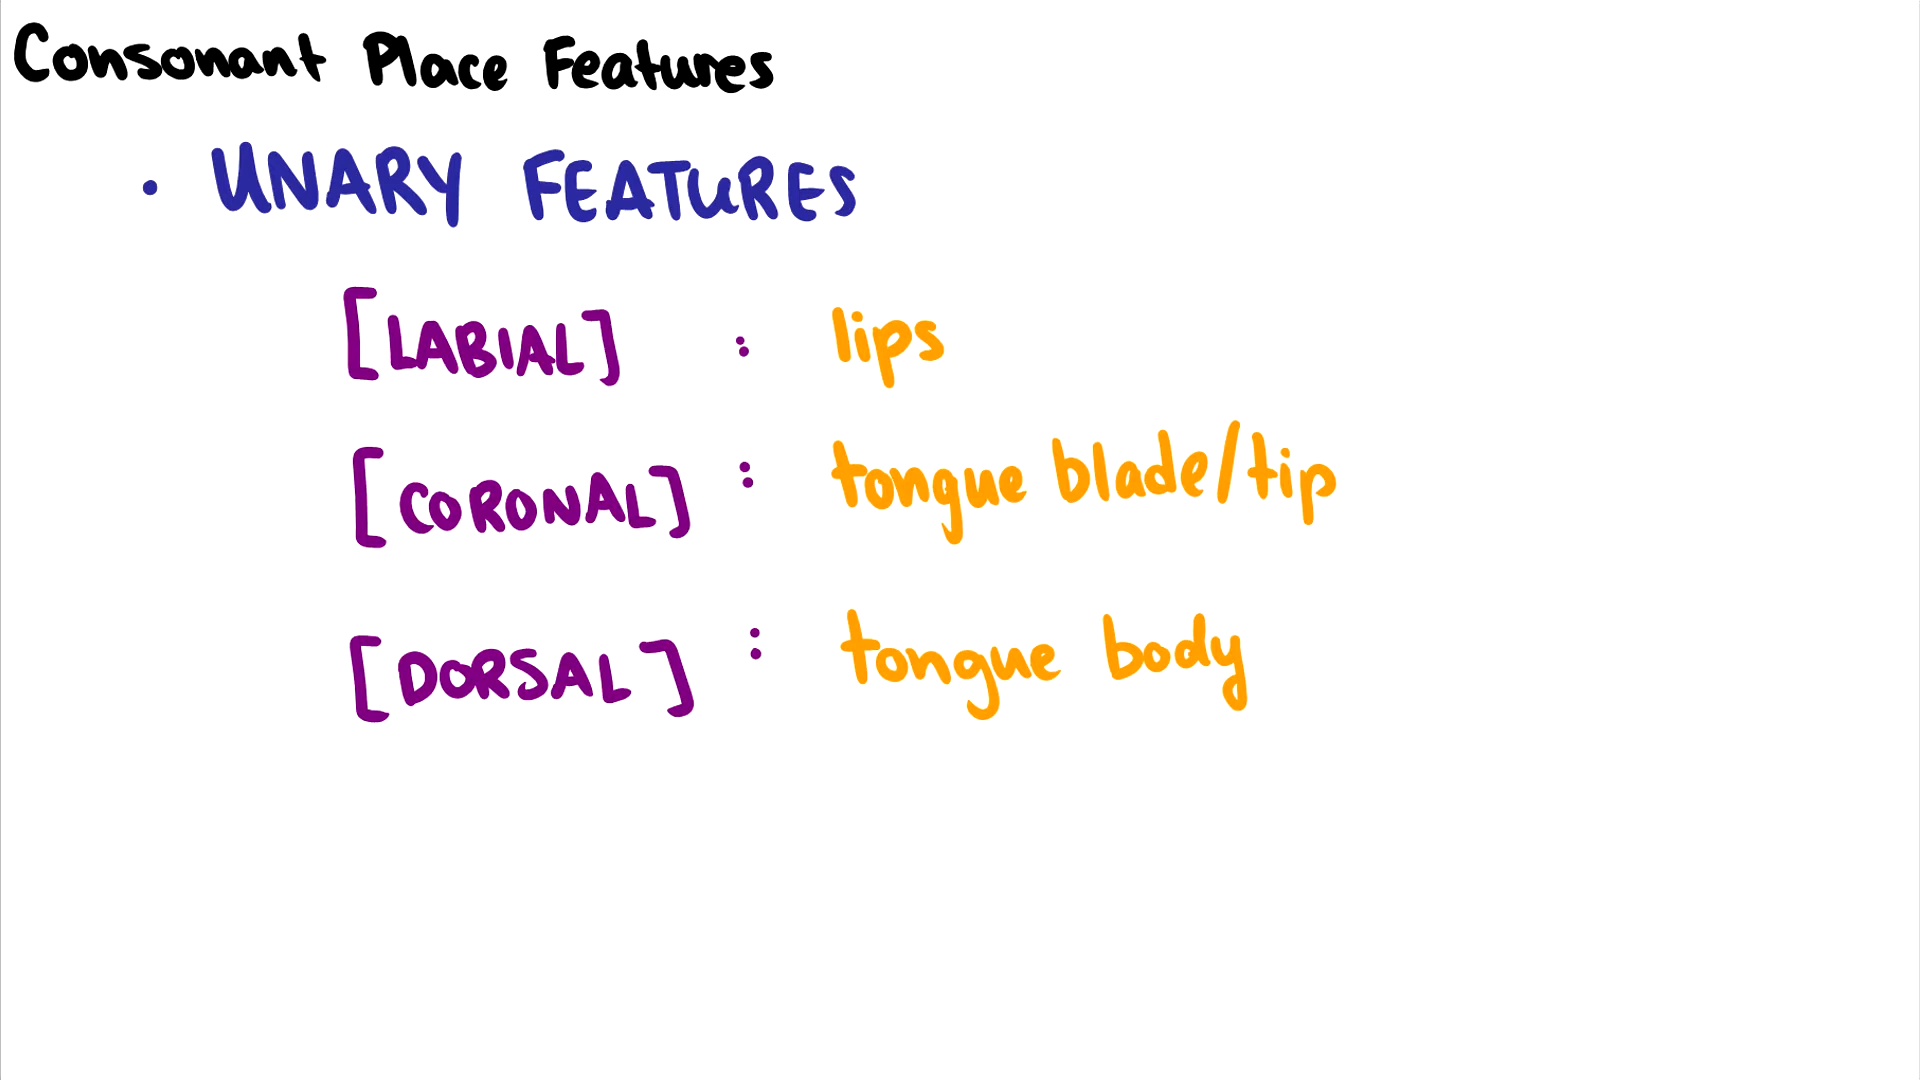 Consonant Place Features
• UNARY FEATURES
[LABIAL] : lips
[CORONAL] : tongue blade/tip
[DORSAL] : tongue body